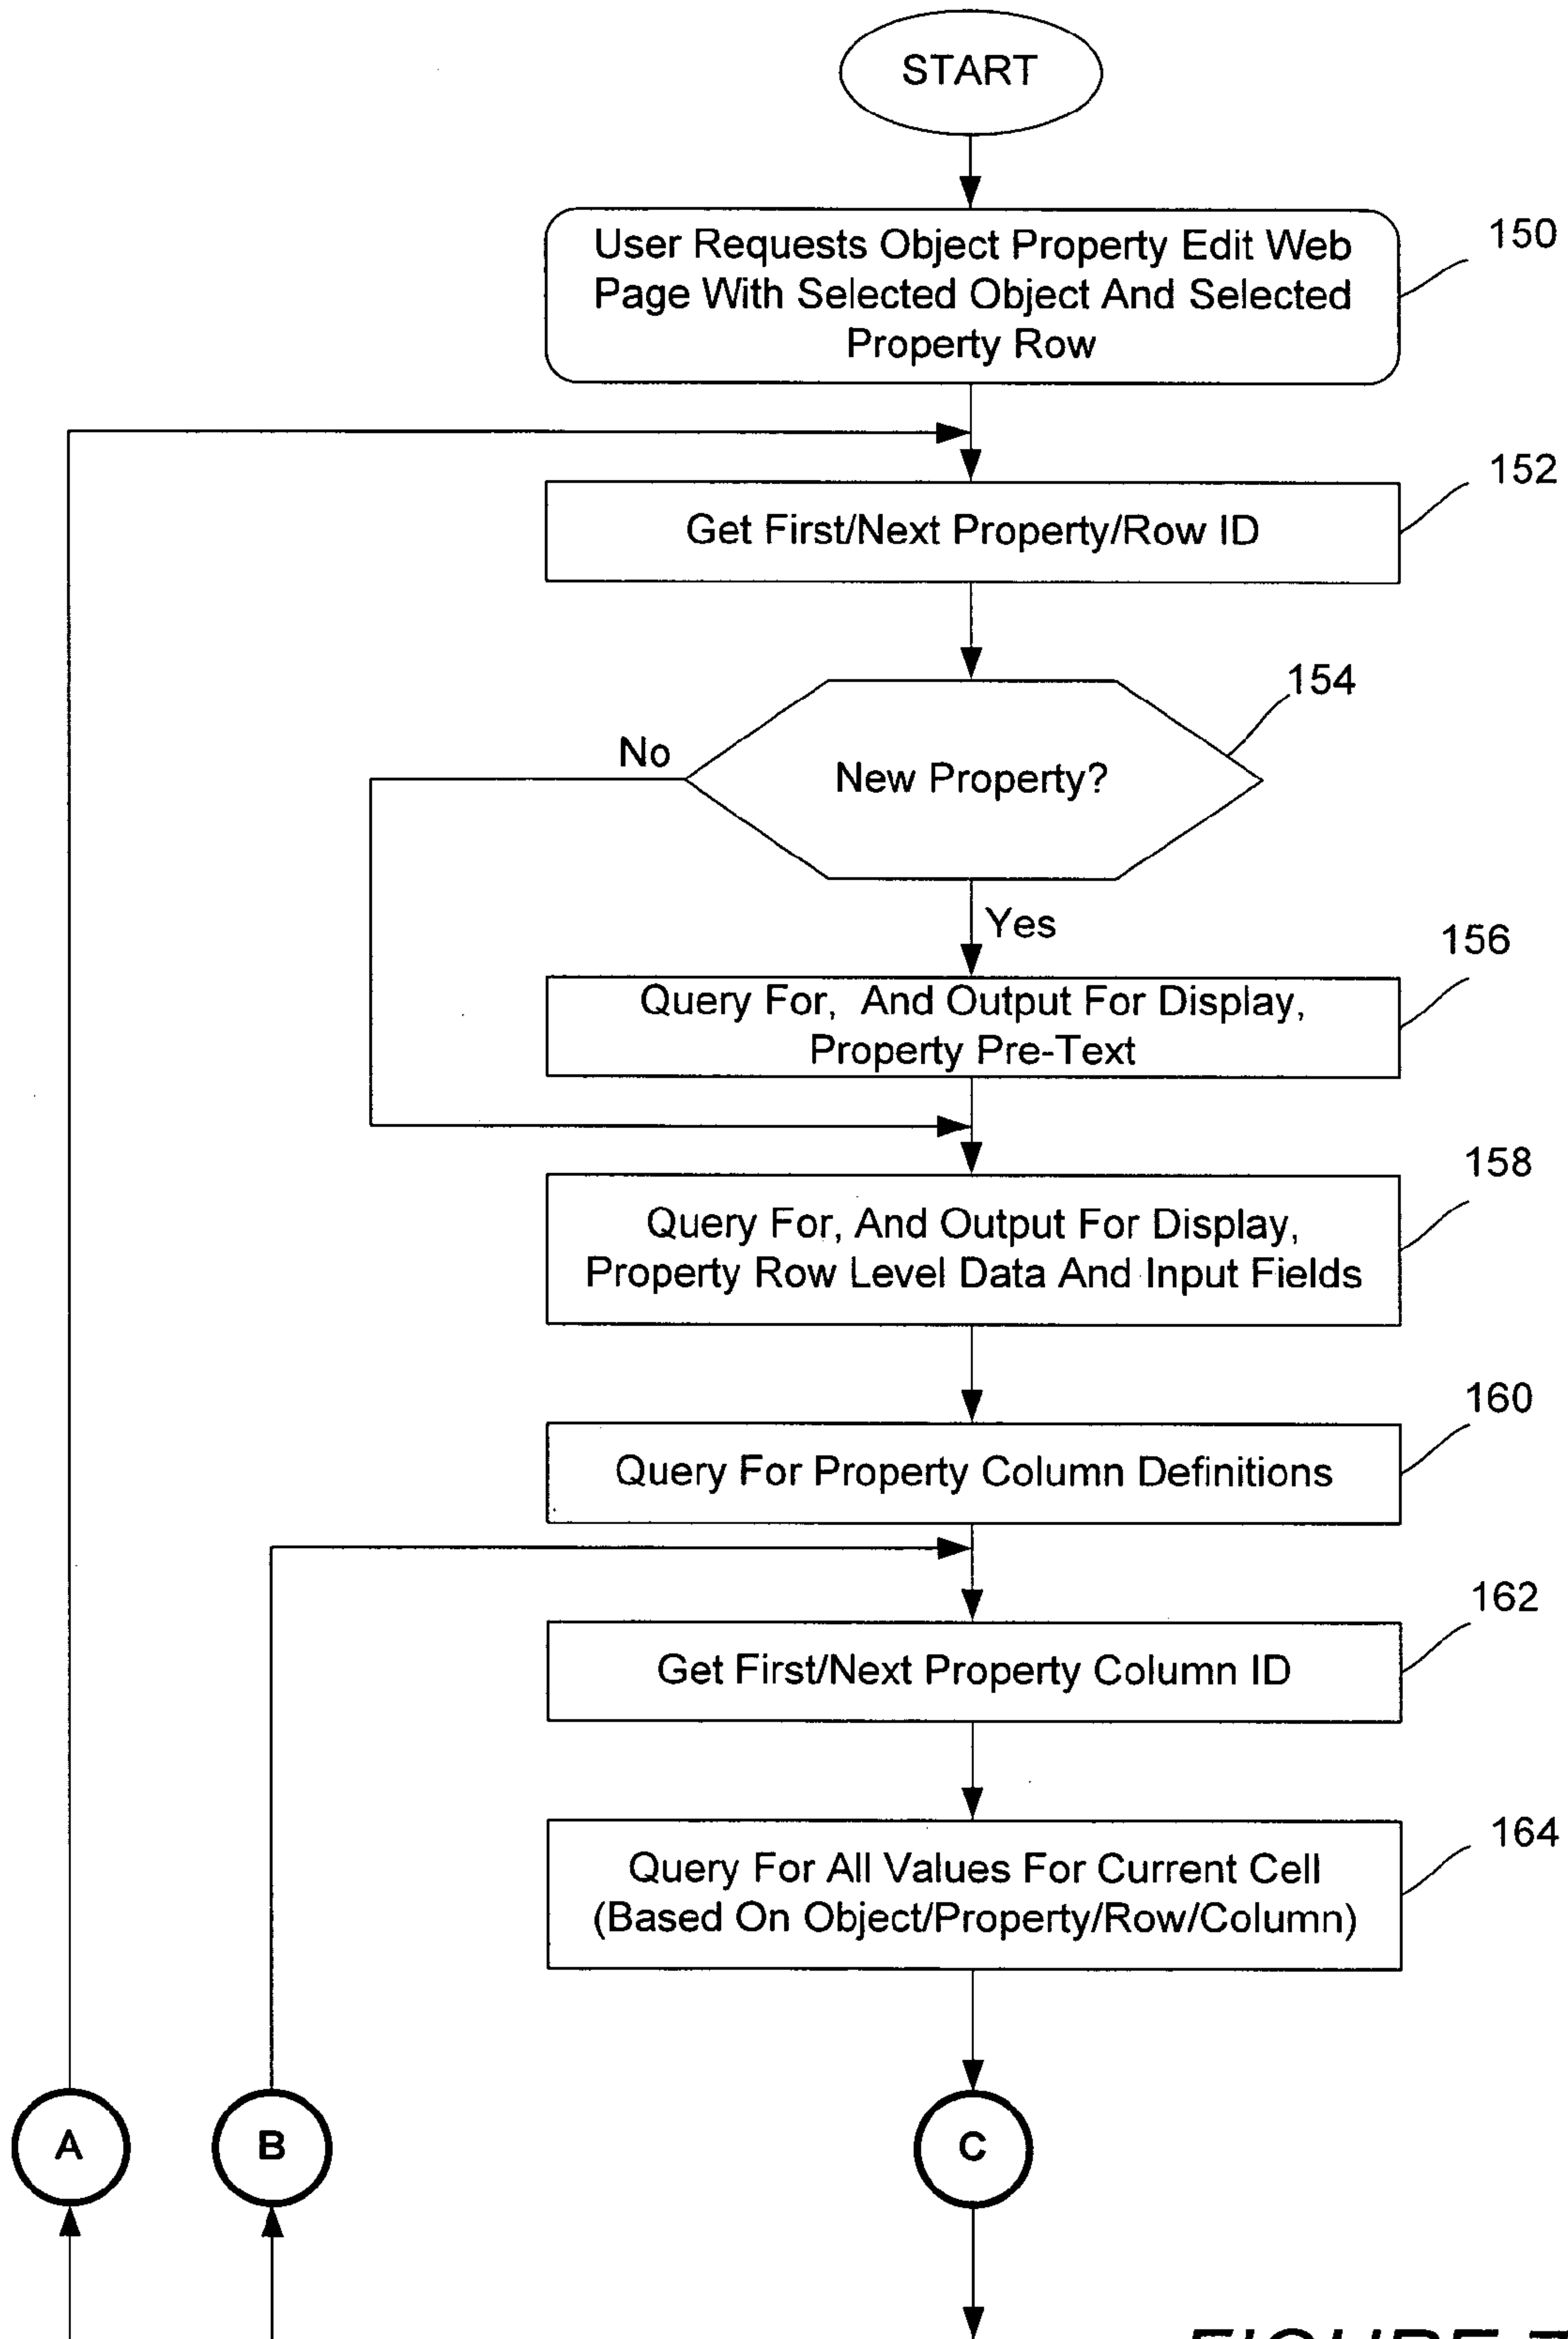 START
User Requests Object Property Edit Web
Page With Selected Object And Selected
Property Row
150
Get First/Next Property/Row ID
152
New Property?
154
No
Yes
Query For,  And Output For Display,
Property Pre-Text
156
Query For, And Output For Display,
Property Row Level Data And Input Fields
158
Query For Property Column Definitions
160
Get First/Next Property Column ID
162
Query For All Values For Current Cell
(Based On Object/Property/Row/Column)
164
A
B
C